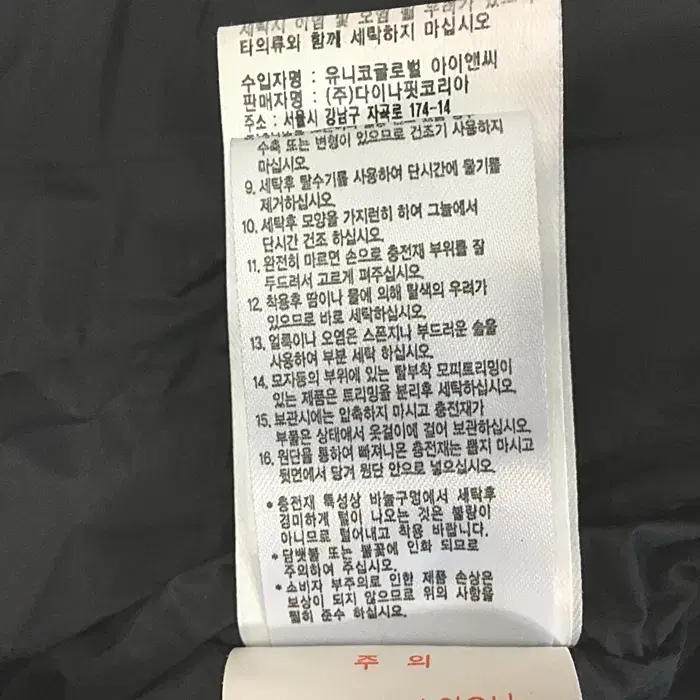 세탁시 이염 및 오염 될 우려가 있으니
타의류와 함께 세탁하지 마십시오
수입자명 : 유니코글로벌 아이앤씨
판매자명 : (주)다이나핏코리아
주소 : 서울시 강남구 자곡로 174-14
수축 또는 변형이 있으므로 건조기 사용하지
마십시오.
9. 세탁후 탈수기를 사용하여 단시간에 물기를
제거하십시오.
10. 세탁후 모양을 가지런히 하여 그늘에서
단시간 건조 하십시오.
11. 완전히 마르면 손으로 충전재 부위를 잘
두드려서 고르게 펴주십시오.
12. 착용후 땀이나 물에 의해 탈색의 우려가
있으므로 바로 세탁하십시오.
13. 얼룩이나 오염은 스폰지나 부드러운 솔을
사용하여 부분 세탁 하십시오.
14. 모자등의 부위에 있는 탈부착 모피트리밍이
있는 제품은 트리밍을 분리후 세탁하십시오.
15. 보관시에는 압축하지 마시고 충전재가
부풀은 상태에서 옷걸이에 걸어 보관하십시오.
16. 원단을 통하여 빠져나온 충전재는 뽑지 마시고
뒷면에서 당겨 원단 안으로 넣으십시오.
• 충전재 특성상 바늘구멍에서 세탁후
경미하게 털이 나오는 것은 불량이
아니므로 털어내고 착용 바랍니다.
• 담뱃불 또는 불꽃에 인화 되므로
주의하여 주십시오.
• 소비자 부주의로 인한 제품 손상은
보상이 되지 않으므로 위의 사항을
필히 준수 하십시오.
주 의